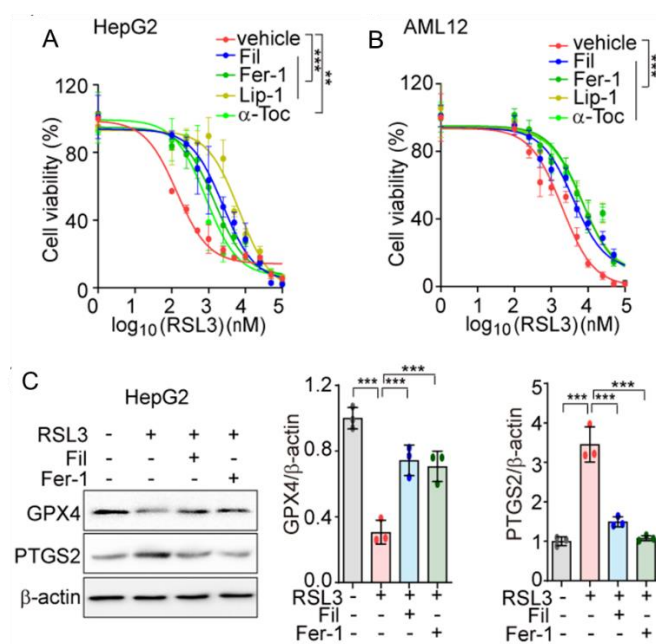 A
HepG2
vehicle
Fil
Fer-1
Lip-1
α-Toc
***
**
Cell viability (%)
120
80
40
0
0 1 2 3 4 5
log10(RSL3)(nM)
B
AML12
vehicle
Fil
Fer-1
Lip-1
α-Toc
***
Cell viability (%)
120
80
40
0
0 1 2 3 4 5
log10(RSL3)(nM)
C
HepG2
RSL3 - + + +
Fil - - + -
Fer-1 - - - +
GPX4
PTGS2
β-actin
*** *** ***
GPX4/β-actin
1.2
0.8
0.4
0.0
RSL3 - + + +
Fil - - + -
Fer-1 - - - +
*** *** ***
PTGS2/β-actin
5
4
3
2
1
0
RSL3 - + + +
Fil - - + -
Fer-1 - - - +